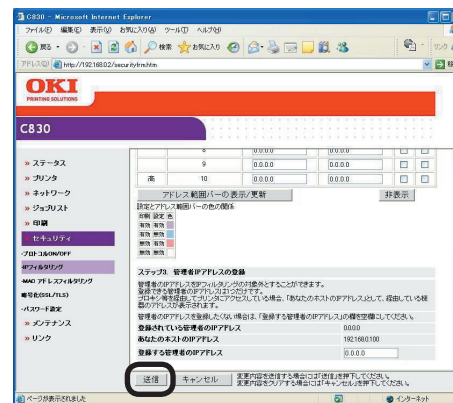 C830 - Microsoft Internet Explorer
ファイル(F) 編集(E) 表示(V) お気に入り(A) ツール(T) ヘルプ(H)
戻る 検索 お気に入り
アドレス(D) http://192.168.0.2/securityfrm.htm
OKI
PRINTING SOLUTIONS
C830
» ステータス
» プリンタ
» ネットワーク
» ジョブリスト
» 印刷
セキュリティ
-プロトコルON/OFF
-IPフィルタリング
-MAC アドレスフィルタリング
暗号化(SSL/TLS)
-パスワード設定
» メンテナンス
» リンク
8 0.0.0.0 0.0.0.0
9 0.0.0.0 0.0.0.0
高 10 0.0.0.0 0.0.0.0
アドレス範囲バーの表示/更新 非表示
設定とアドレス範囲バーの色の関係
印刷 設定 色
有効 有効
有効 無効
無効 有効
無効 無効
ステップ3. 管理者IPアドレスの登録
管理者のIPアドレスをIPフィルタリングの対象外とすることができます。
登録できる管理者のIPアドレスは1つだけです。
プロキシ等を経由してプリンタにアクセスしている場合、「あなたのホストのIPアドレス」として、経由している機器のアドレスが表示されます。
管理者のIPアドレスを登録したくない場合は、「登録する管理者のIPアドレス」の欄を空欄にしてください。
登録されている管理者のIPアドレス 0.0.0.0
あなたのホストのIPアドレス 192.168.0.100
登録する管理者のIPアドレス 0.0.0.0
送信 キャンセル 変更内容を送信する場合には「送信」を押下してください。
変更内容をクリアする場合には「キャンセル」を押下してください。
ページが表示されました インターネット